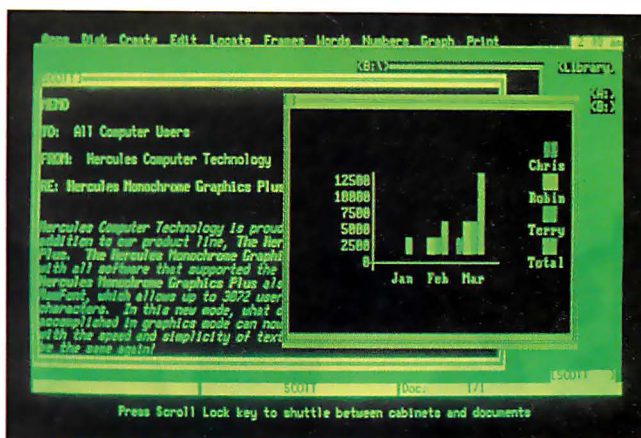 Disk Create Edit Locate Frames Words Numbers Graph Print
<B:\>
<Library>
SCOTT
<A:>
<B:>
MEMO
TO: All Computer Users
FROM: Hercules Computer Technology
RE: Hercules Monochrome Graphics Plus
Hercules Computer Technology is proud
addition to our product line, The Her
Plus. The Hercules Monochrome Graphi
with all software that supported the
Hercules Monochrome Graphics Plus als
RamFont, which allows up to 3072 user
characters. In this new mode, what c
accomplished in graphics mode can now
with the speed and simplicity of text
be the same again!
12500
10000
7500
5000
2500
0
Jan Feb Mar
Chris
Robin
Terry
Total
[SCOTT]
SCOTT Doc: 1/1
Press Scroll Lock key to shuttle between cabinets and documents